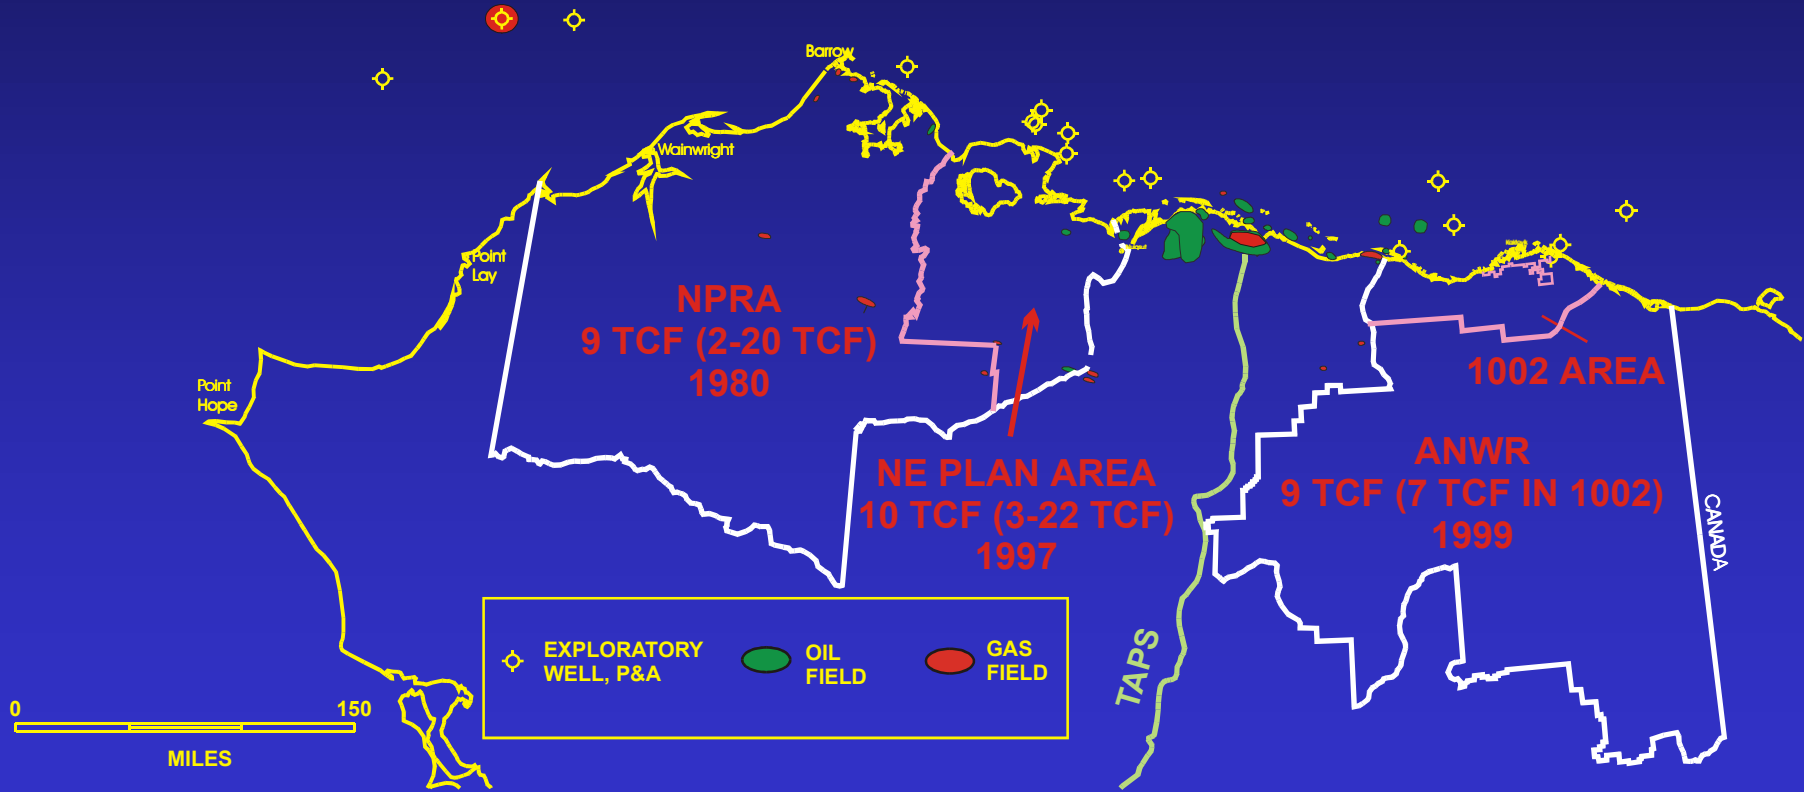 Barrow
Wainwright
Point
Lay
Point
Hope
NPRA
9 TCF (2-20 TCF)
1980
1002 AREA
NE PLAN AREA
10 TCF (3-22 TCF)
1997
ANWR
9 TCF (7 TCF IN 1002)
1999
CANADA
TAPS
EXPLORATORY
WELL, P&A
OIL
FIELD
GAS
FIELD
0 150
MILES